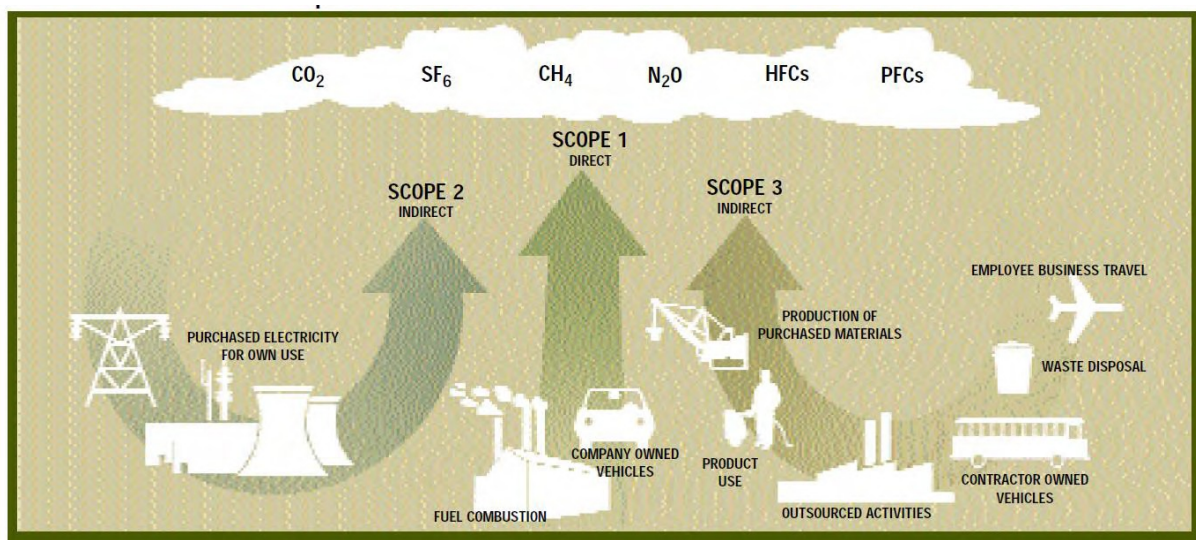 CO₂ SF₆ CH₄ N₂O HFCs PFCs
SCOPE 1
DIRECT
SCOPE 2
INDIRECT
SCOPE 3
INDIRECT
EMPLOYEE BUSINESS TRAVEL
PURCHASED ELECTRICITY
FOR OWN USE
PRODUCTION OF
PURCHASED MATERIALS
WASTE DISPOSAL
COMPANY OWNED
VEHICLES
PRODUCT
USE
CONTRACTOR OWNED
VEHICLES
FUEL COMBUSTION
OUTSOURCED ACTIVITIES